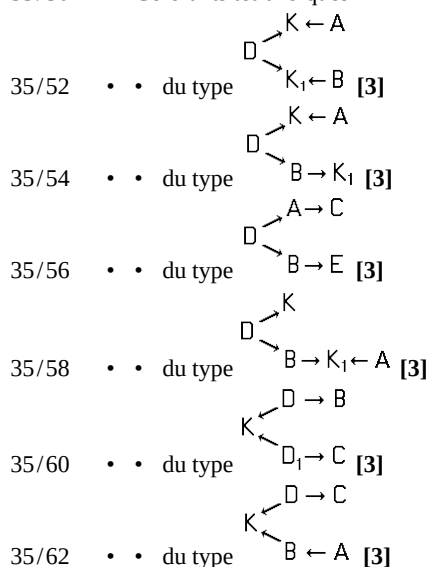 K ← A
D
35/52 • • du type K₁ ← B [3]
K ← A
D
35/54 • • du type B → K₁ [3]
A → C
D
35/56 • • du type B → E [3]
K
D
35/58 • • du type B → K₁ ← A [3]
D → B
K
35/60 • • du type D₁ → C [3]
D → C
K
35/62 • • du type B ← A [3]